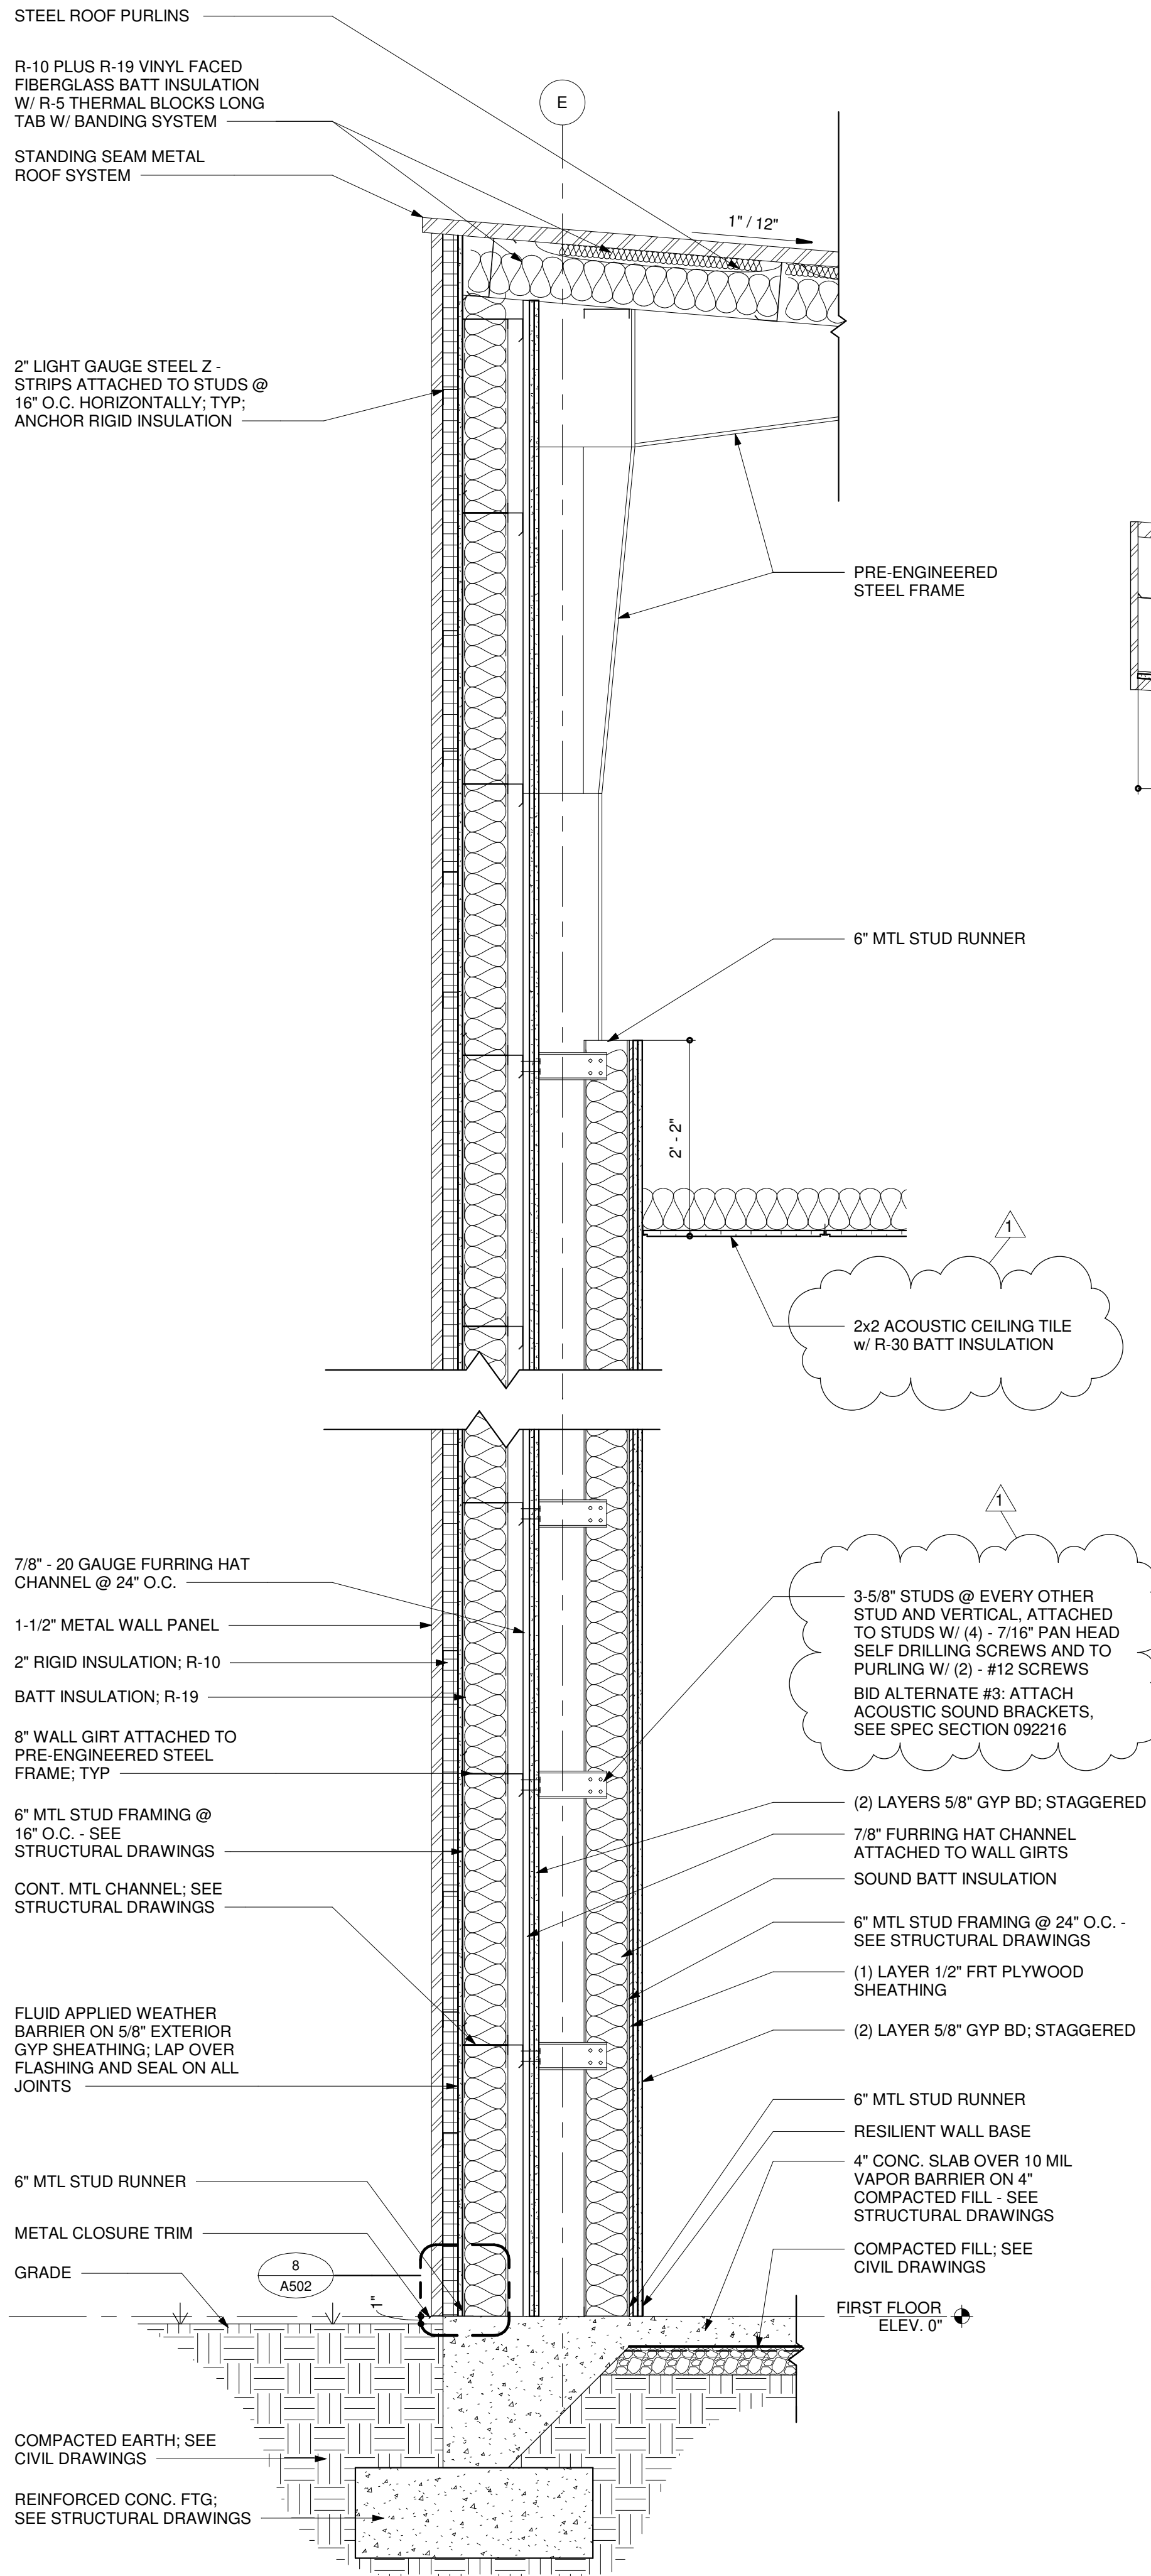 STEEL ROOF PURLINS
R-10 PLUS R-19 VINYL FACED
FIBERGLASS BATT INSULATION
W/ R-5 THERMAL BLOCKS LONG
TAB W/ BANDING SYSTEM
E
STANDING SEAM METAL
ROOF SYSTEM
1" / 12"
2" LIGHT GAUGE STEEL Z -
STRIPS ATTACHED TO STUDS @
16" O.C. HORIZONTALLY; TYP;
ANCHOR RIGID INSULATION
PRE-ENGINEERED
STEEL FRAME
6" MTL STUD RUNNER
2' - 2"
1
2x2 ACOUSTIC CEILING TILE
w/ R-30 BATT INSULATION
1
7/8" - 20 GAUGE FURRING HAT
CHANNEL @ 24" O.C.
1-1/2" METAL WALL PANEL
2" RIGID INSULATION; R-10
BATT INSULATION; R-19
8" WALL GIRT ATTACHED TO
PRE-ENGINEERED STEEL
FRAME; TYP
6" MTL STUD FRAMING @
16" O.C. - SEE
STRUCTURAL DRAWINGS
CONT. MTL CHANNEL; SEE
STRUCTURAL DRAWINGS
FLUID APPLIED WEATHER
BARRIER ON 5/8" EXTERIOR
GYP SHEATHING; LAP OVER
FLASHING AND SEAL ON ALL
JOINTS
6" MTL STUD RUNNER
METAL CLOSURE TRIM
GRADE
8
A502
1"
COMPACTED EARTH; SEE
CIVIL DRAWINGS
REINFORCED CONC. FTG;
SEE STRUCTURAL DRAWINGS
3-5/8" STUDS @ EVERY OTHER
STUD AND VERTICAL, ATTACHED
TO STUDS W/ (4) - 7/16" PAN HEAD
SELF DRILLING SCREWS AND TO
PURLING W/ (2) - #12 SCREWS
BID ALTERNATE #3: ATTACH
ACOUSTIC SOUND BRACKETS,
SEE SPEC SECTION 092216
(2) LAYERS 5/8" GYP BD; STAGGERED
7/8" FURRING HAT CHANNEL
ATTACHED TO WALL GIRTS
SOUND BATT INSULATION
6" MTL STUD FRAMING @ 24" O.C. -
SEE STRUCTURAL DRAWINGS
(1) LAYER 1/2" FRT PLYWOOD
SHEATHING
(2) LAYER 5/8" GYP BD; STAGGERED
6" MTL STUD RUNNER
RESILIENT WALL BASE
4" CONC. SLAB OVER 10 MIL
VAPOR BARRIER ON 4"
COMPACTED FILL - SEE
STRUCTURAL DRAWINGS
COMPACTED FILL; SEE
CIVIL DRAWINGS
FIRST FLOOR
ELEV. 0"